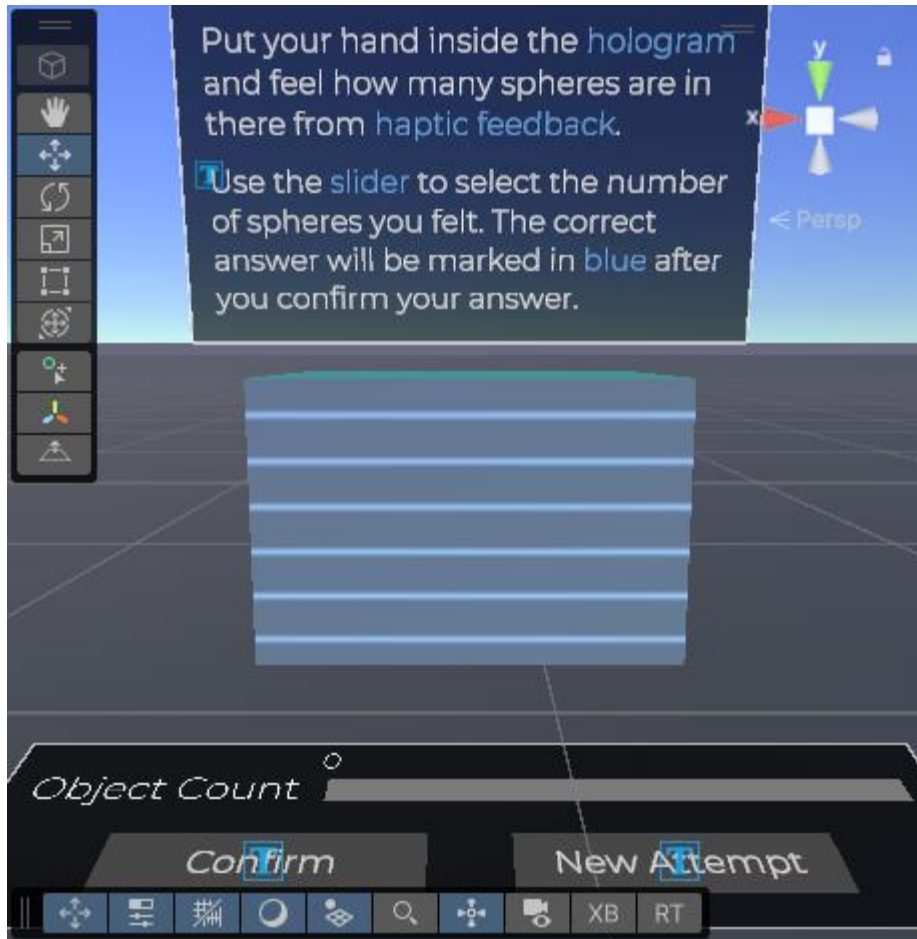 Put your hand inside the hologram
and feel how many spheres are in
there from haptic feedback.
Use the slider to select the number
of spheres you felt. The correct
answer will be marked in blue after
you confirm your answer.
y
x
Persp
Object Count
Confirm
New Attempt
XB
RT